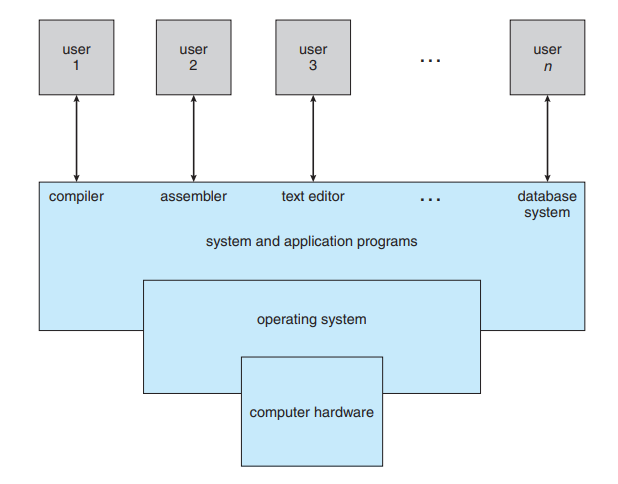 user
1
user
2
user
3
...
user
n
compiler
assembler
text editor
...
database
system
system and application programs
operating system
computer hardware